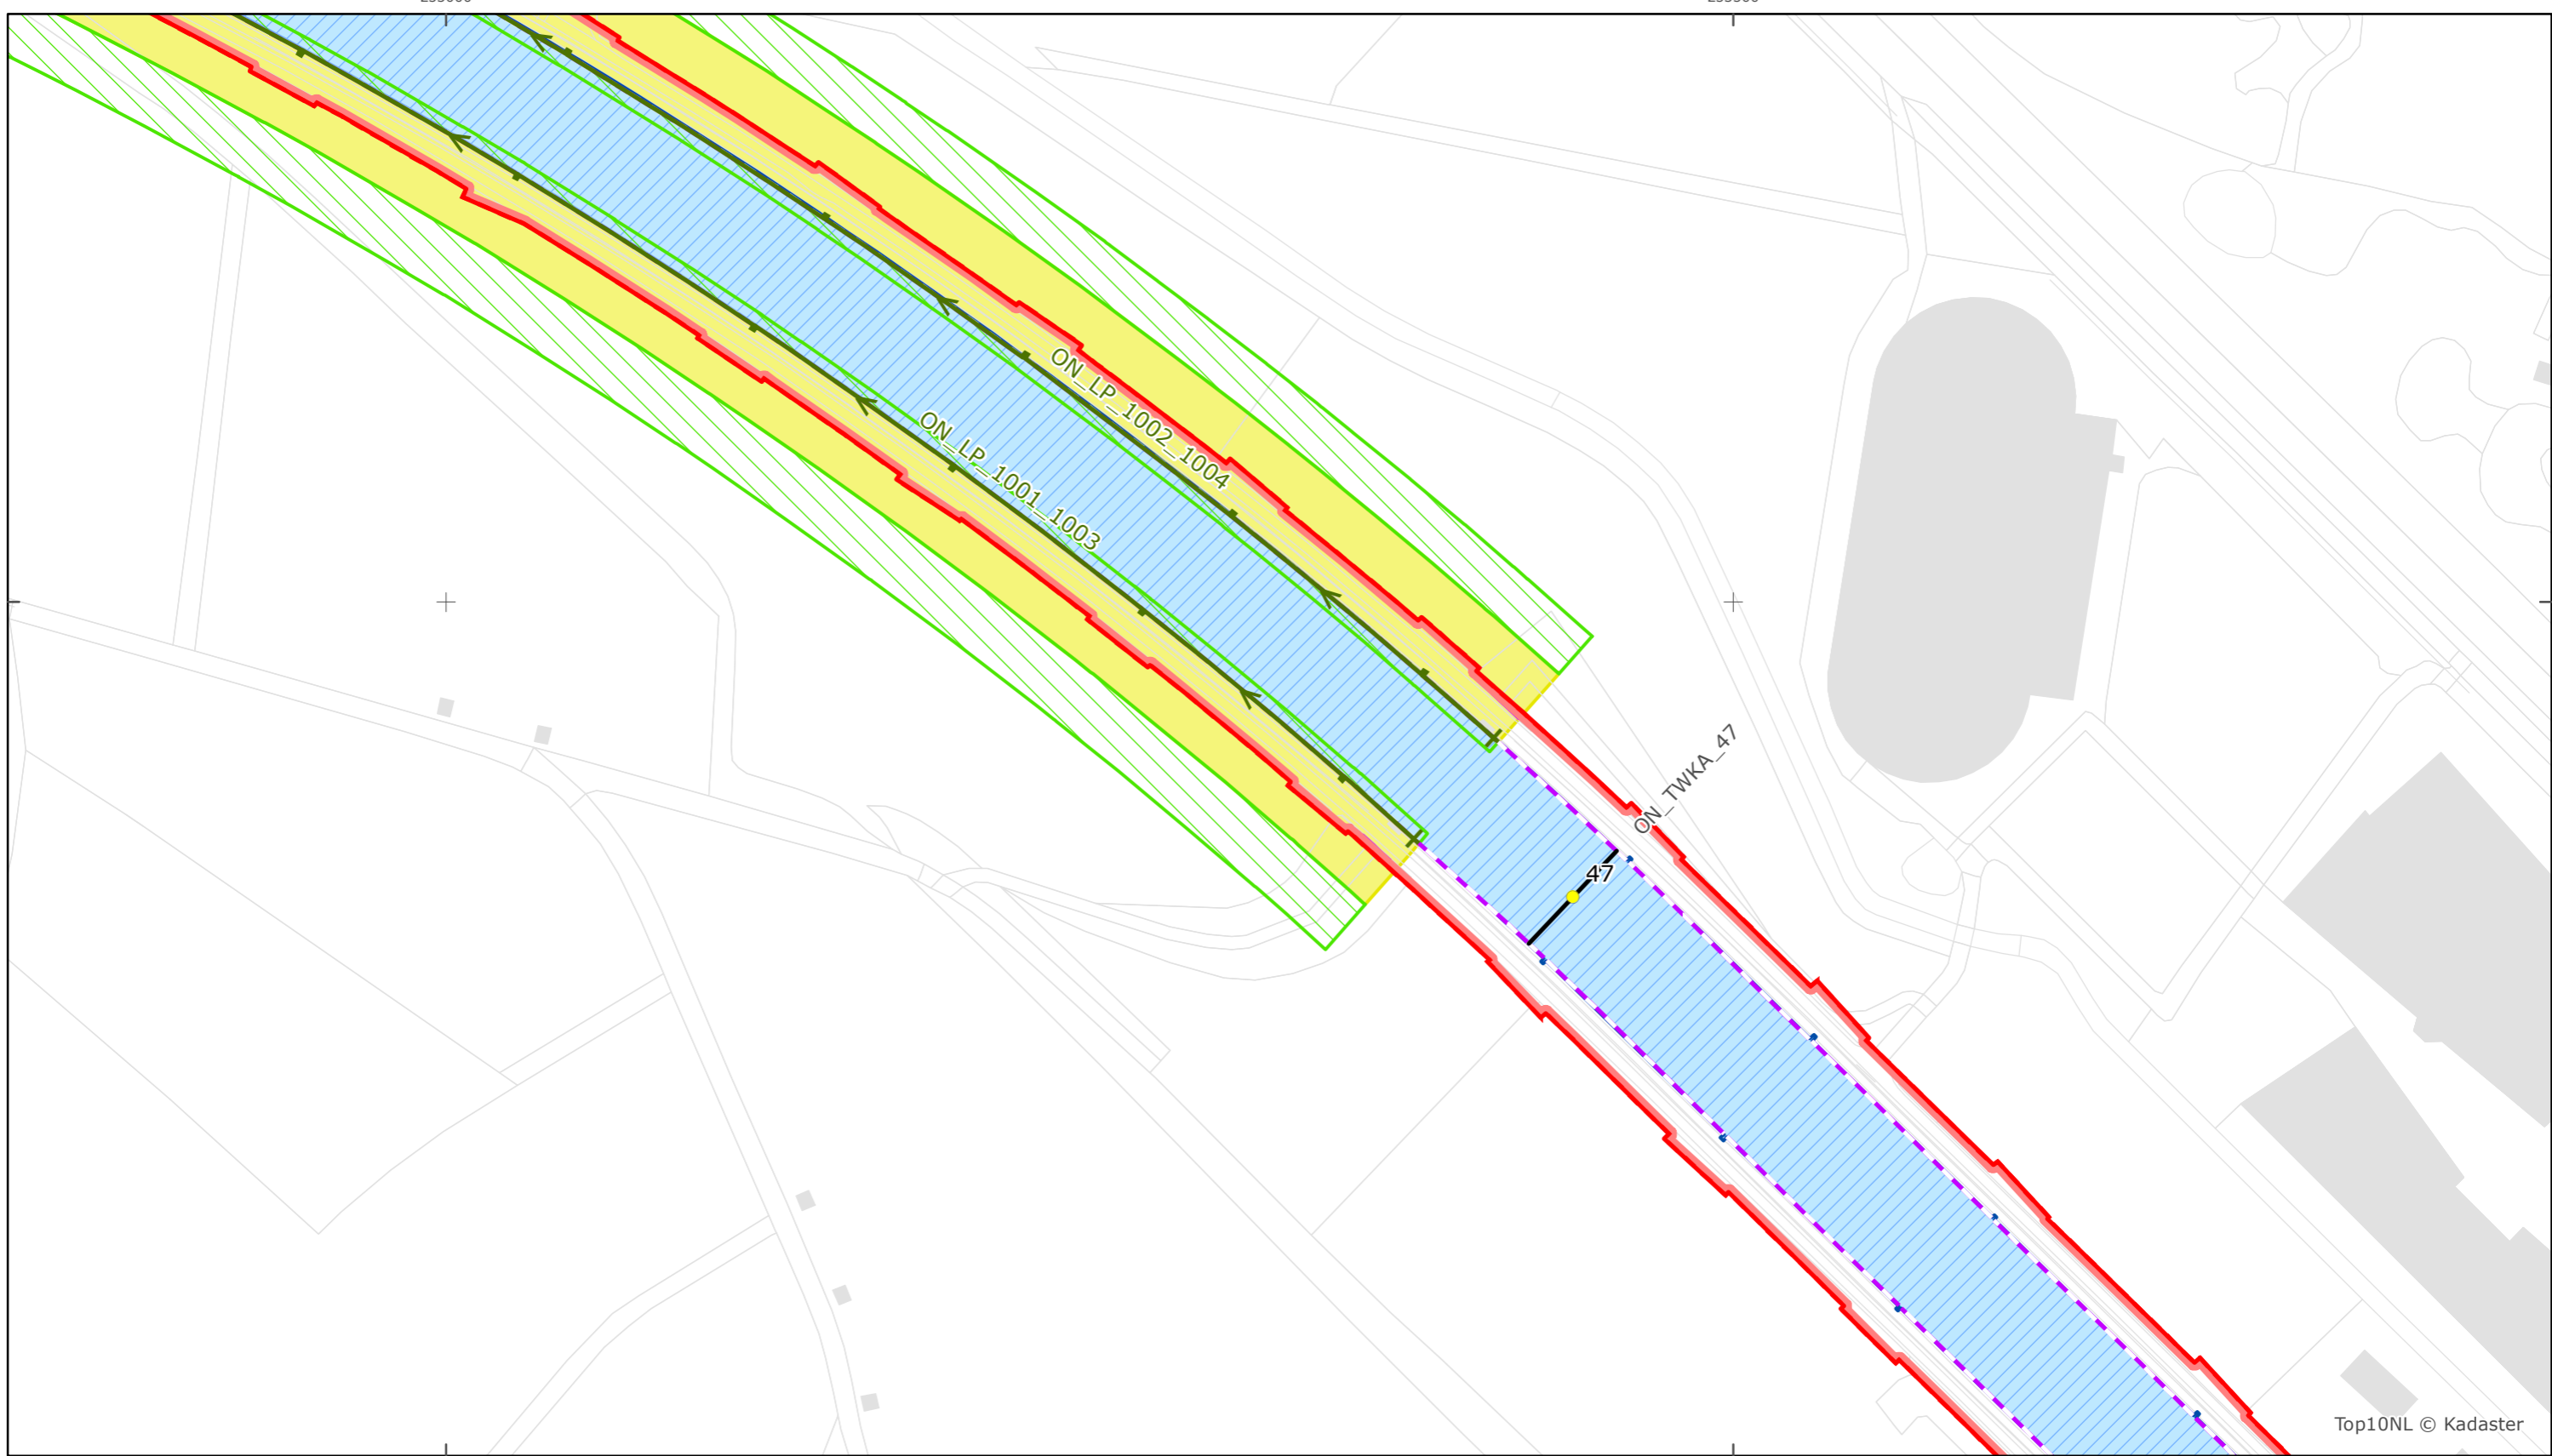 ON_LP_1002_1004
ON_LP_1001_1003
ON_TWKA_47
47
Top10NL © Kadaster